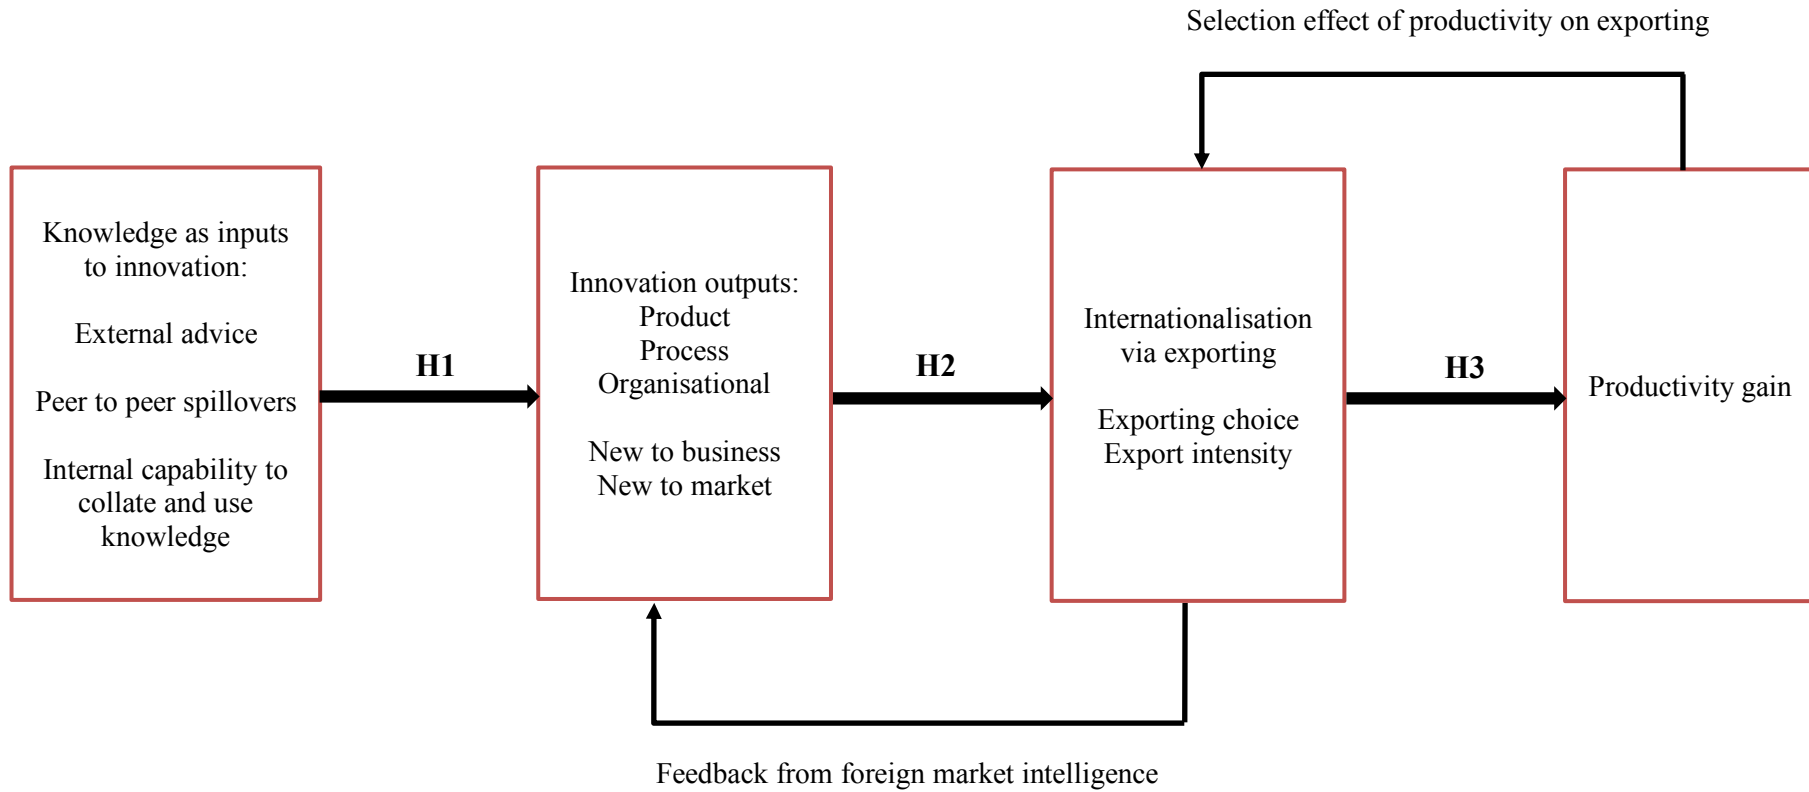 Selection effect of productivity on exporting
Knowledge as inputs
to innovation:
External advice
Peer to peer spillovers
Internal capability to
collate and use
knowledge
H1
Innovation outputs:
Product
Process
Organisational
New to business
New to market
H2
Internationalisation
via exporting
Exporting choice
Export intensity
H3
Productivity gain
Feedback from foreign market intelligence